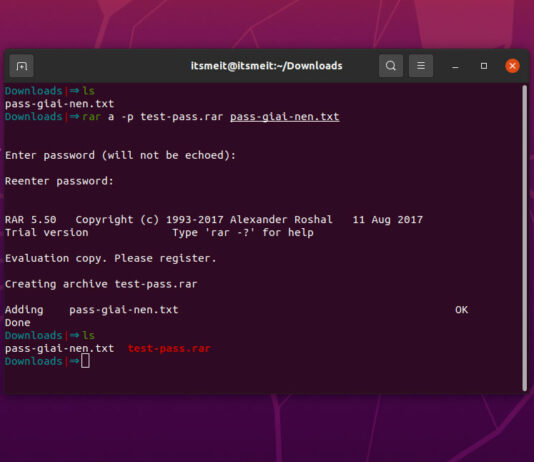 itsmeit@itsmeit:~/Downloads
Downloads|⇒ls
pass-giai-nen.txt
Downloads|⇒rar a -p test-pass.rar pass-giai-nen.txt
Enter password (will not be echoed):
Reenter password:
RAR 5.50   Copyright (c) 1993-2017 Alexander Roshal   11 Aug 2017
Trial version             Type 'rar -?' for help
Evaluation copy. Please register.
Creating archive test-pass.rar
Adding    pass-giai-nen.txt                                           OK
Done
Downloads|⇒ls
pass-giai-nen.txt  test-pass.rar
Downloads|⇒